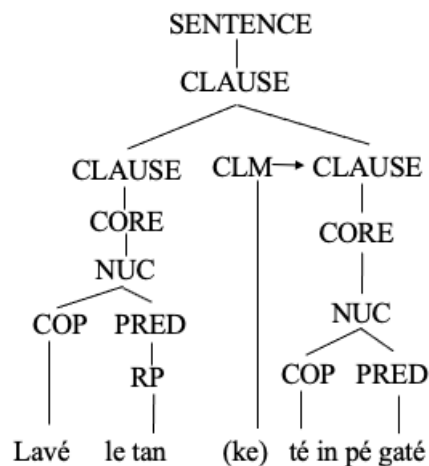 SENTENCE
CLAUSE
CLAUSE CLM CLAUSE
CORE
CORE
NUC
NUC
COP PRED
RP
COP PRED
Lavé le tan (ke) té in pé gaté